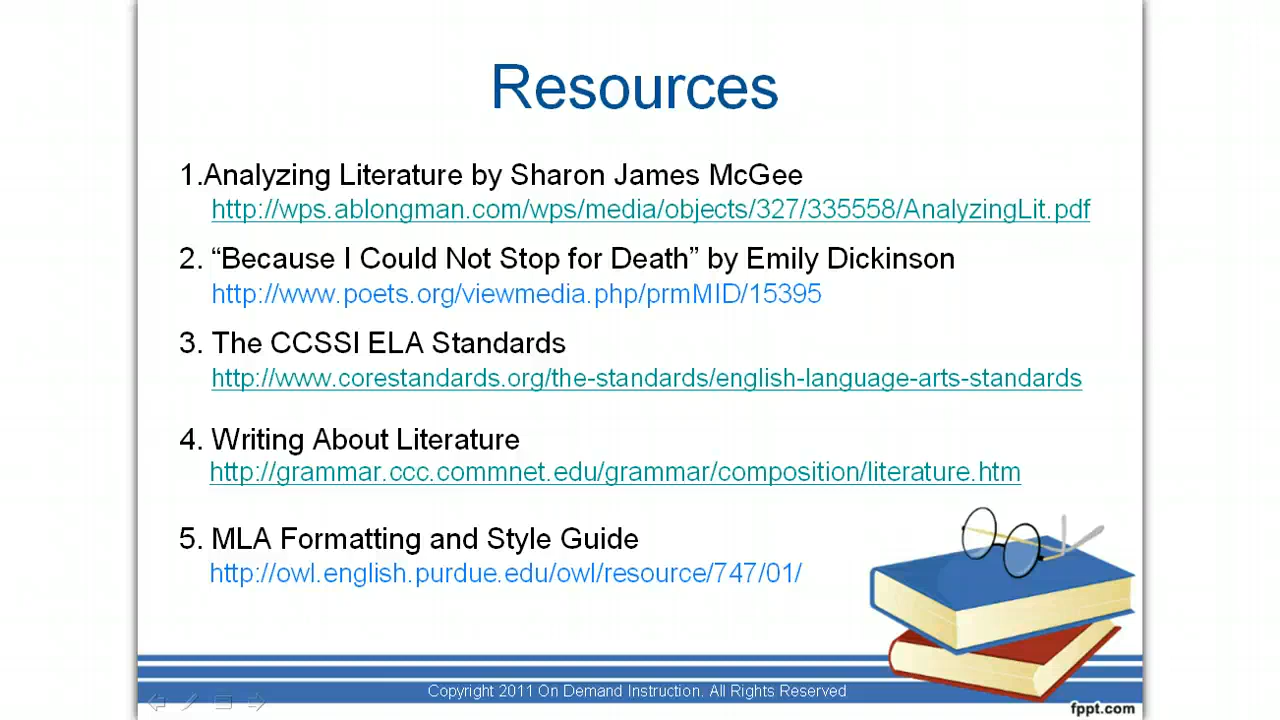 Resources
1.Analyzing Literature by Sharon James McGee
http://wps.ablongman.com/wps/media/objects/327/335558/AnalyzingLit.pdf
2. “Because I Could Not Stop for Death” by Emily Dickinson
http://www.poets.org/viewmedia.php/prmMID/15395
3. The CCSSI ELA Standards
http://www.corestandards.org/the-standards/english-language-arts-standards
4. Writing About Literature
http://grammar.ccc.commnet.edu/grammar/composition/literature.htm
5. MLA Formatting and Style Guide
http://owl.english.purdue.edu/owl/resource/747/01/
Copyright 2011 On Demand Instruction. All Rights Reserved
fppt.com